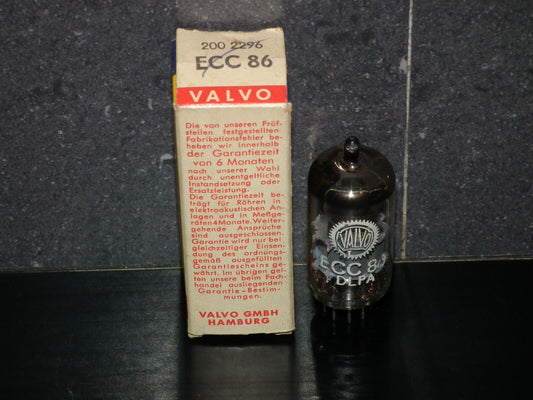 200 2296
ECC 86
VALVO
Die von unseren Prüf-
stellen festgestellten
Fabrikationsfehler be-
heben wir innerhalb
der Garantiezeit
von 6 Monaten
nach unserer Wahl
durch unentgeltliche
Instandsetzung oder
Ersatzleistung.
Die Garantiezeit be-
trägt für Röhren in
elektroakustischen An-
lagen und in Meßge-
räten 4 Monate. Weiter-
gehende Ansprüche
sind ausgeschlossen.
Garantie wird nur bei
gleichzeitiger Einsen-
dung des ordnungs-
gemäß ausgefüllten
Garantiescheins ge-
währt. Im übrigen gel-
ten unsere beim Fach-
handel ausliegenden
Garantie-Bestim-
mungen.
VALVO GMBH
HAMBURG
VALVO
ECC 86
DLPA